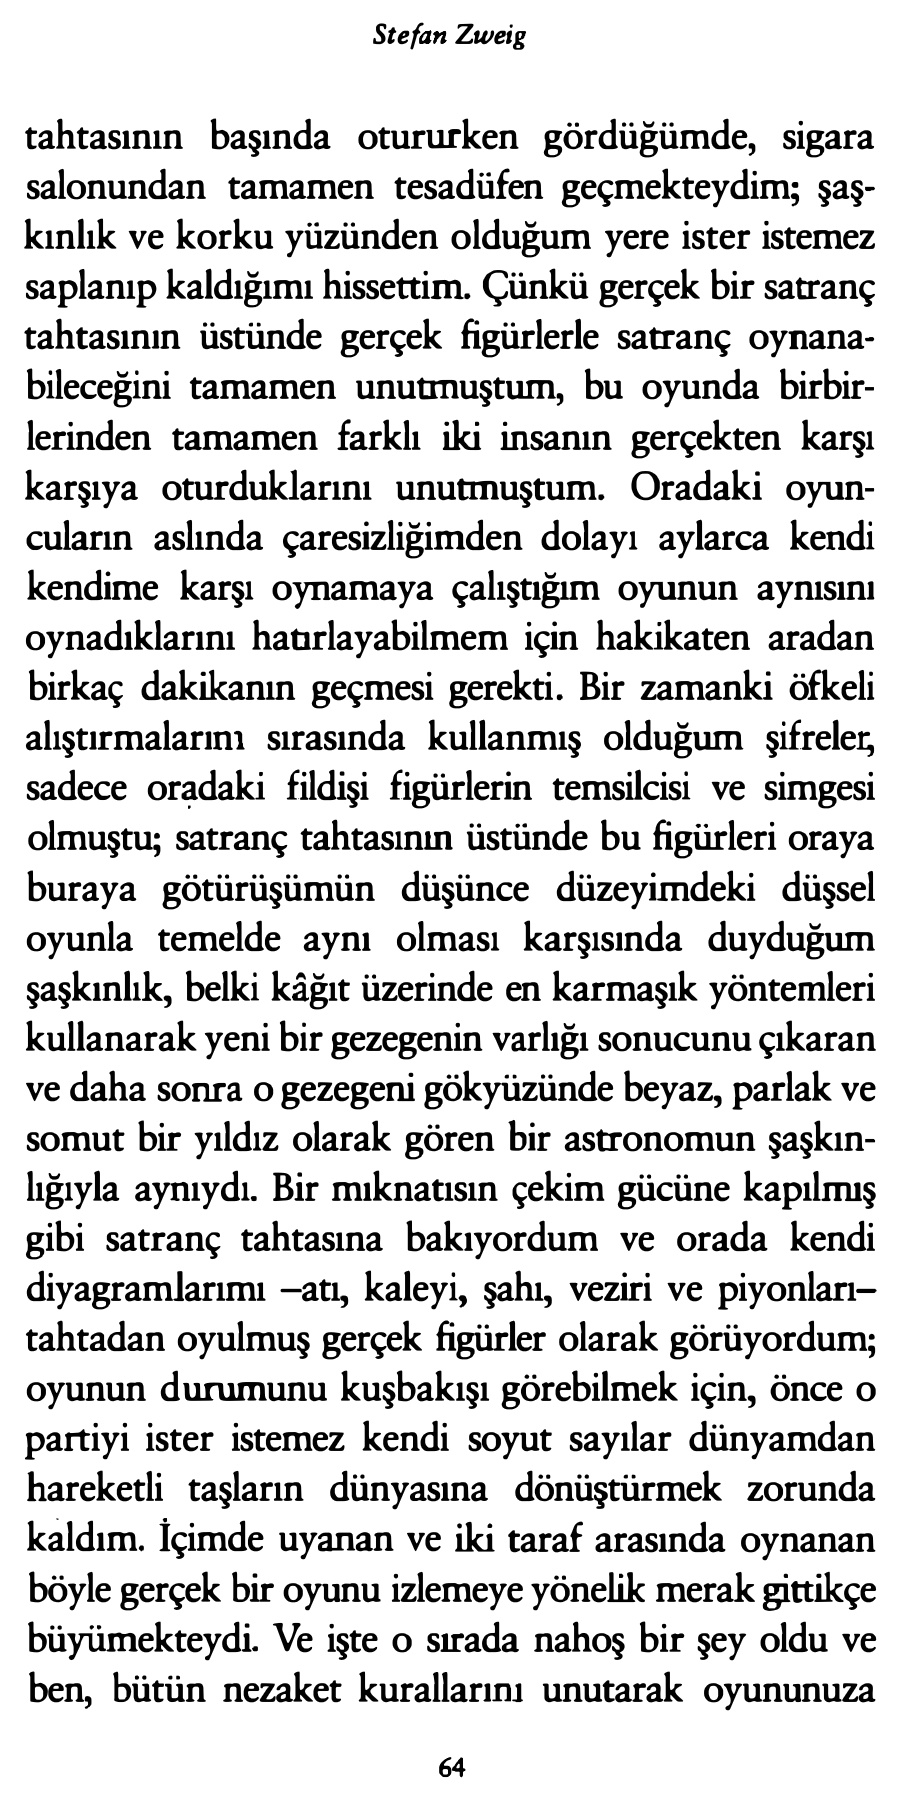 Stefan Zweig
tahtasının başında otururken gördüğümde, sigara
salonundan tamamen tesadüfen geçmekteydim; şaş-
kınlık ve korku yüzünden olduğum yere ister istemez
saplanıp kaldığımı hissettim. Çünkü gerçek bir satranç
tahtasının üstünde gerçek figürlerle satranç oynana-
bileceğini tamamen unutmuştum, bu oyunda birbir-
lerinden tamamen farklı iki insanın gerçekten karşı
karşıya oturduklarını unutmuştum. Oradaki oyun-
cuların aslında çaresizliğimden dolayı aylarca kendi
kendime karşı oynamaya çalıştığım oyunun aynısını
oynadıklarını hatırlayabilmem için hakikaten aradan
birkaç dakikanın geçmesi gerekti. Bir zamanki öfkeli
alıştırmalarım sırasında kullanmış olduğum şifreler,
sadece oradaki fildişi figürlerin temsilcisi ve simgesi
olmuştu; satranç tahtasının üstünde bu figürleri oraya
buraya götürüşümün düşünce düzeyimdeki düşsel
oyunla temelde aynı olması karşısında duyduğum
şaşkınlık, belki kâğıt üzerinde en karmaşık yöntemleri
kullanarak yeni bir gezegenin varlığı sonucunu çıkaran
ve daha sonra o gezegeni gökyüzünde beyaz, parlak ve
somut bir yıldız olarak gören bir astronomun şaşkın-
lığıyla aynıydı. Bir mıknatısın çekim gücüne kapılmış
gibi satranç tahtasına bakıyordum ve orada kendi
diyagramlarımı –atı, kaleyi, şahı, veziri ve piyonları–
tahtadan oyulmuş gerçek figürler olarak görüyordum;
oyunun durumunu kuşbakışı görebilmek için, önce o
partiyi ister istemez kendi soyut sayılar dünyamdan
hareketli taşların dünyasına dönüştürmek zorunda
kaldım. İçimde uyanan ve iki taraf arasında oynanan
böyle gerçek bir oyunu izlemeye yönelik merak gittikçe
büyümekteydi. Ve işte o sırada nahoş bir şey oldu ve
ben, bütün nezaket kurallarını unutarak oyununuza
64